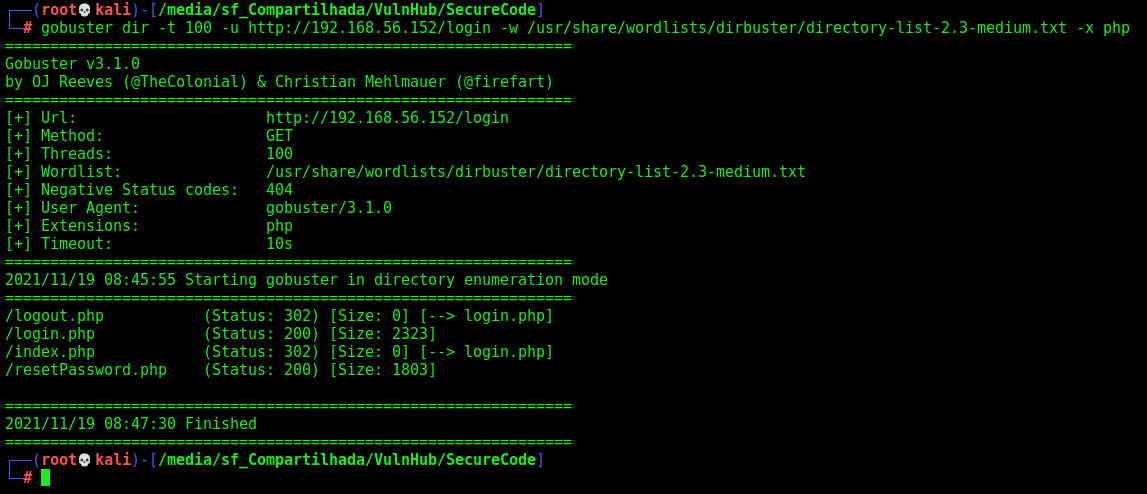 ┌──(root💀kali)-[/media/sf_Compartilhada/VulnHub/SecureCode]
└─# gobuster dir -t 100 -u http://192.168.56.152/login -w /usr/share/wordlists/dirbuster/directory-list-2.3-medium.txt -x php
===============================================================
Gobuster v3.1.0
by OJ Reeves (@TheColonial) & Christian Mehlmauer (@firefart)
===============================================================
[+] Url:                     http://192.168.56.152/login
[+] Method:                  GET
[+] Threads:                 100
[+] Wordlist:                /usr/share/wordlists/dirbuster/directory-list-2.3-medium.txt
[+] Negative Status codes:   404
[+] User Agent:              gobuster/3.1.0
[+] Extensions:              php
[+] Timeout:                 10s
===============================================================
2021/11/19 08:45:55 Starting gobuster in directory enumeration mode
===============================================================
/logout.php           (Status: 302) [Size: 0] [--> login.php]
/login.php            (Status: 200) [Size: 2323]
/index.php            (Status: 302) [Size: 0] [--> login.php]
/resetPassword.php    (Status: 200) [Size: 1803]

===============================================================
2021/11/19 08:47:30 Finished
===============================================================
┌──(root💀kali)-[/media/sf_Compartilhada/VulnHub/SecureCode]
└─#